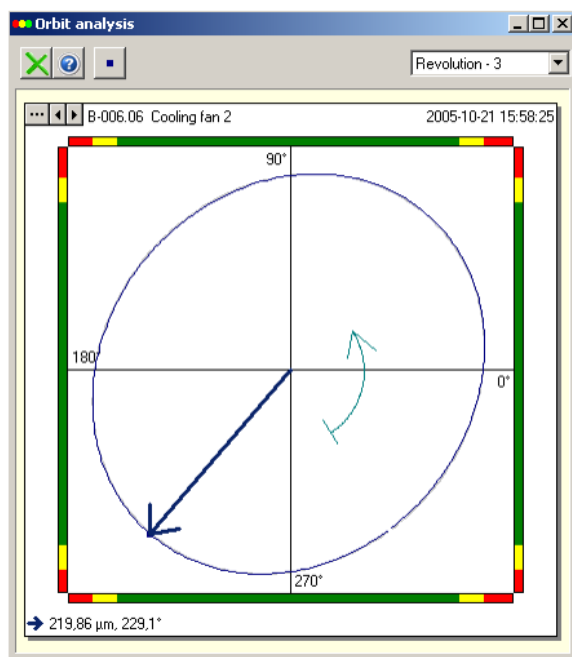 Orbit analysis
Revolution - 3
B-006.06 Cooling fan 2 2005-10-21 15:58:25
90°
180°
0°
270°
219,86 µm, 229,1°